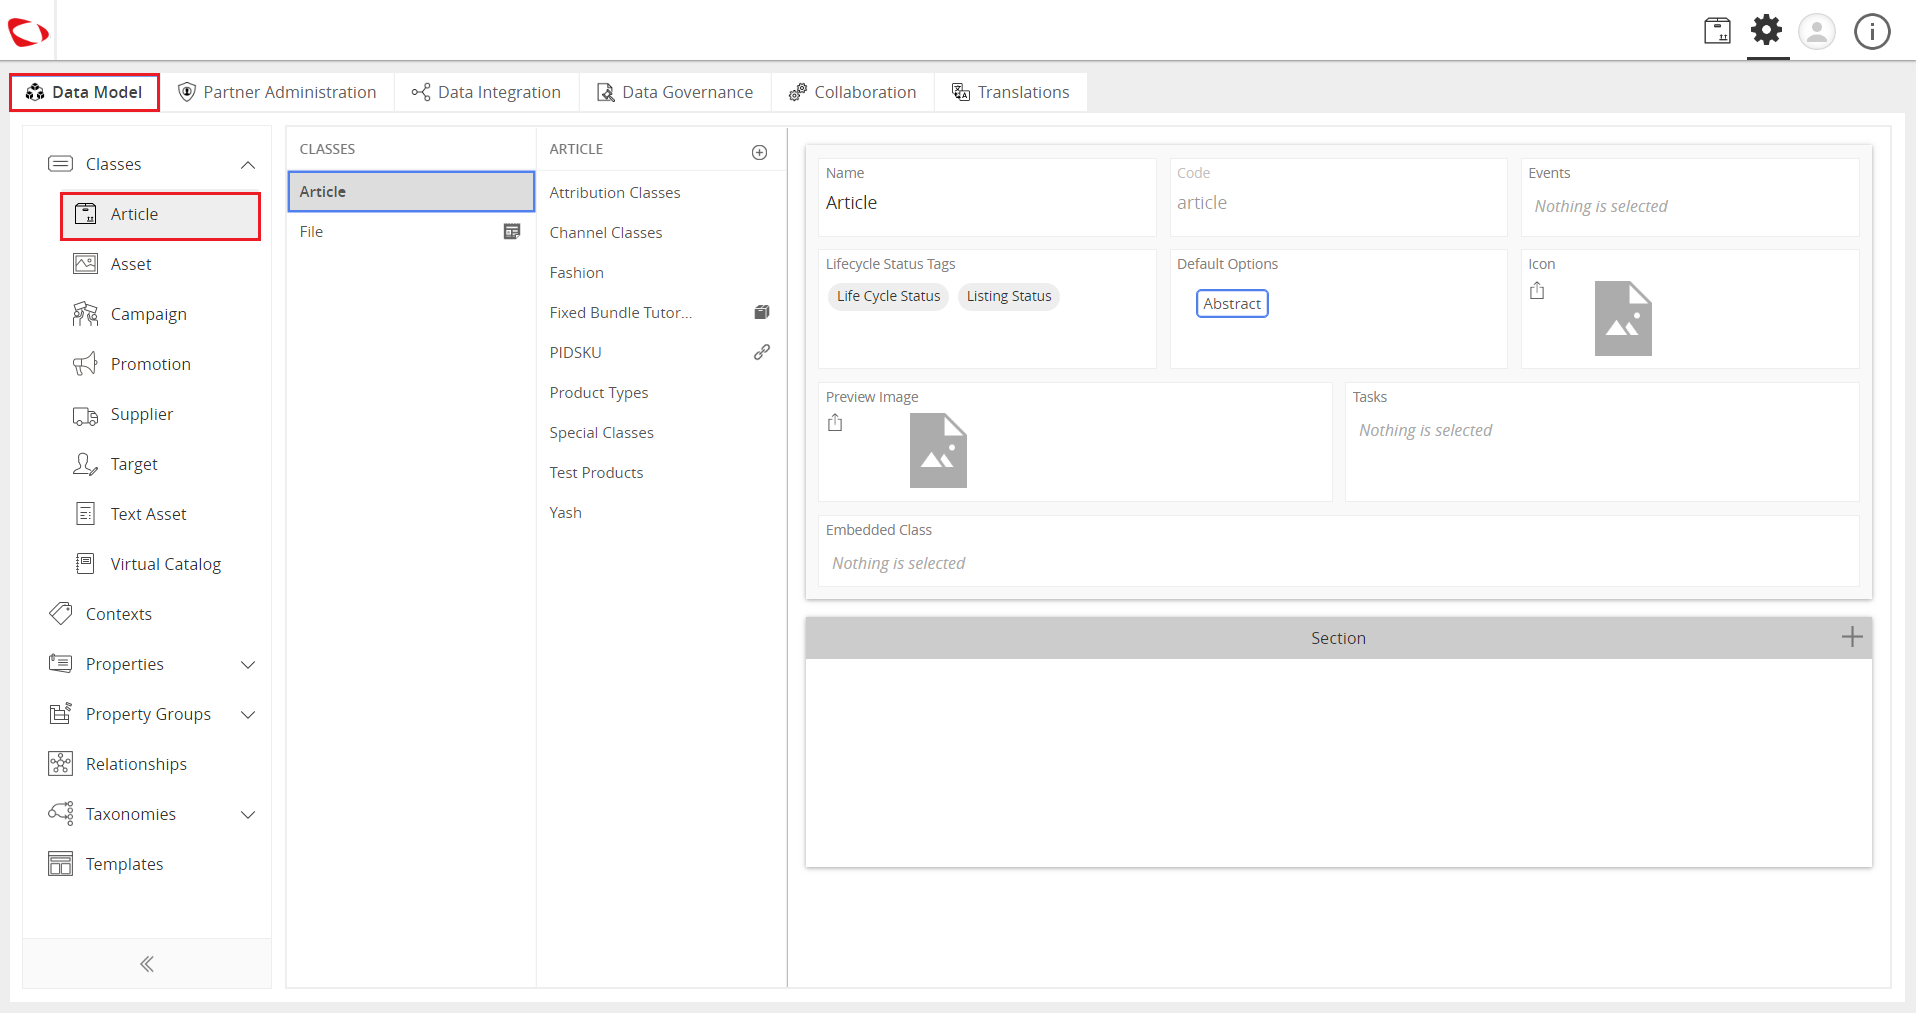 Data Model
Partner Administration
Data Integration
Data Governance
Collaboration
Translations
Classes
Article
Asset
Campaign
Promotion
Supplier
Target
Text Asset
Virtual Catalog
Contexts
Properties
Property Groups
Relationships
Taxonomies
Templates
CLASSES
Article
File
ARTICLE
Attribution Classes
Channel Classes
Fashion
Fixed Bundle Tutor...
PIDSKU
Product Types
Special Classes
Test Products
Yash
Name
Article
Code
article
Events
Nothing is selected
Lifecycle Status Tags
Life Cycle Status
Listing Status
Default Options
Abstract
Icon
Preview Image
Tasks
Nothing is selected
Embedded Class
Nothing is selected
Section